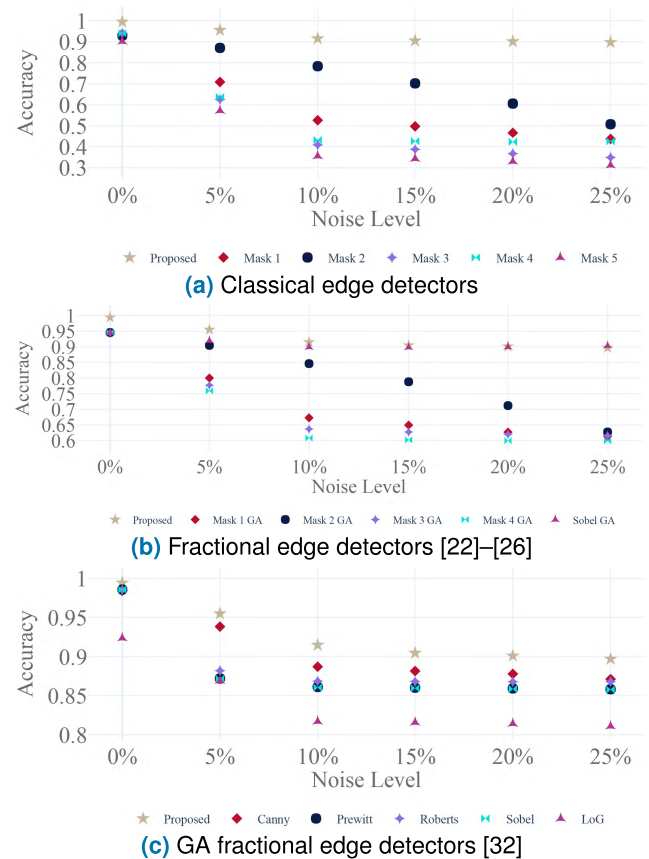 1
0.9
0.8
0.7
0.6
0.5
0.4
0.3
Accuracy
0% 5% 10% 15% 20% 25%
Noise Level
Proposed Mask 1 Mask 2 Mask 3 Mask 4 Mask 5
(a) Classical edge detectors
1
0.95
0.9
0.85
0.8
0.75
0.7
0.65
0.6
Accuracy
0% 5% 10% 15% 20% 25%
Noise Level
Proposed Mask 1 GA Mask 2 GA Mask 3 GA Mask 4 GA Sobel GA
(b) Fractional edge detectors [22]–[26]
1
0.95
0.9
0.85
0.8
Accuracy
0% 5% 10% 15% 20% 25%
Noise Level
Proposed Canny Prewitt Roberts Sobel LoG
(c) GA fractional edge detectors [32]